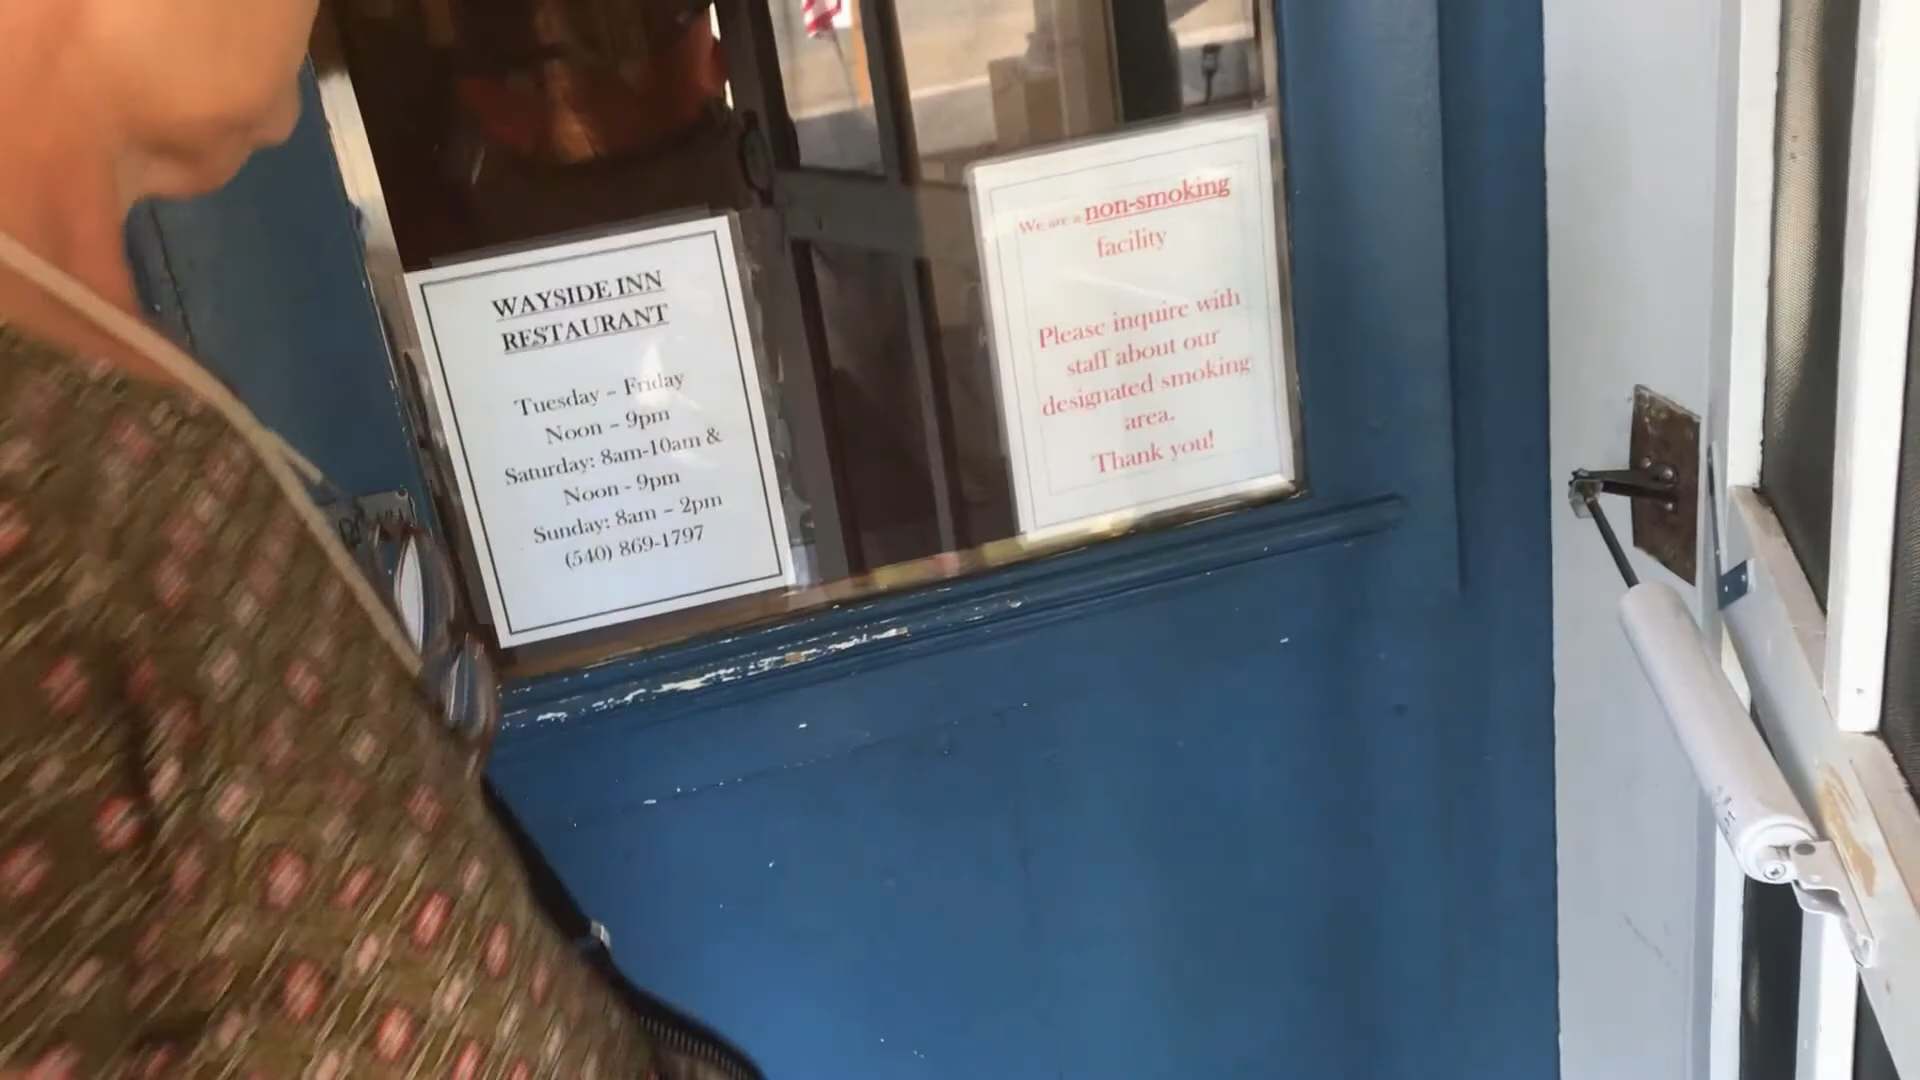 WAYSIDE INN
RESTAURANT
Tuesday – Friday
Noon – 9pm
Saturday: 8am-10am &
Noon - 9pm
Sunday: 8am – 2pm
(540) 869-1797
We are a non-smoking
facility
Please inquire with
staff about our
designated smoking
area.
Thank you!